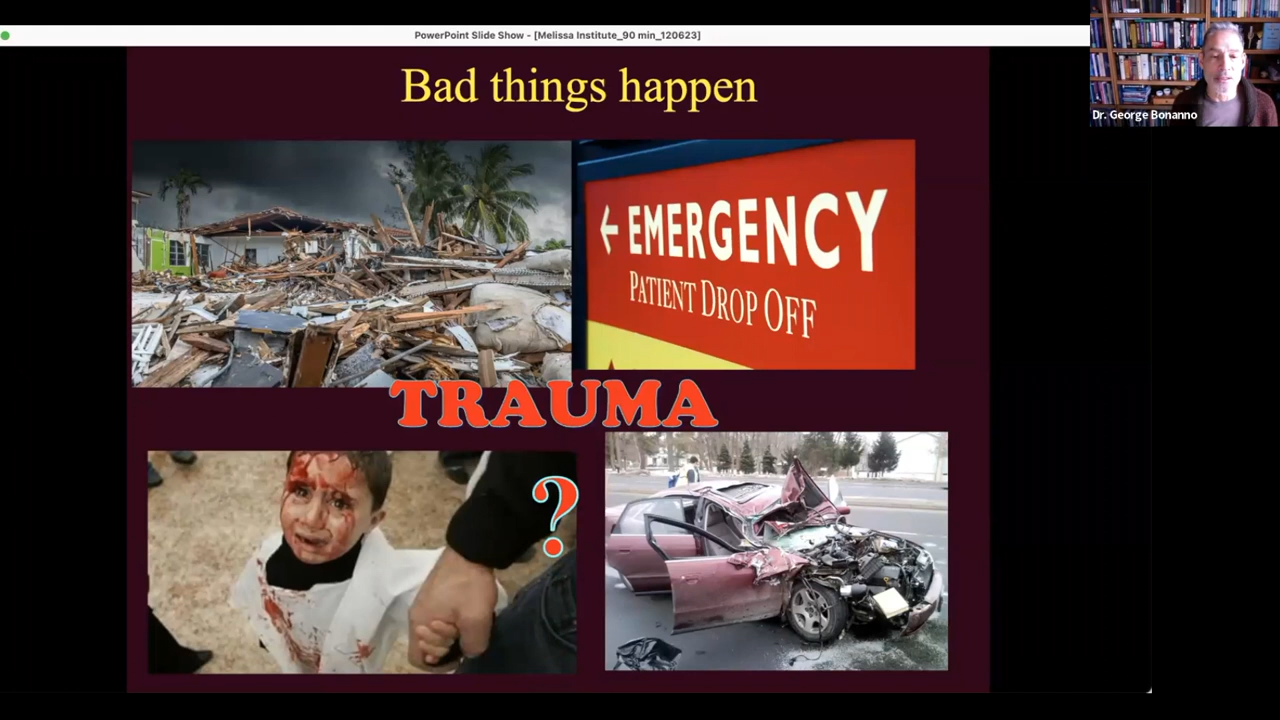 PowerPoint Slide Show - [Melissa Institute_90 min_120623]
Dr. George Bonanno
Bad things happen
← EMERGENCY
PATIENT DROP OFF
TRAUMA
?